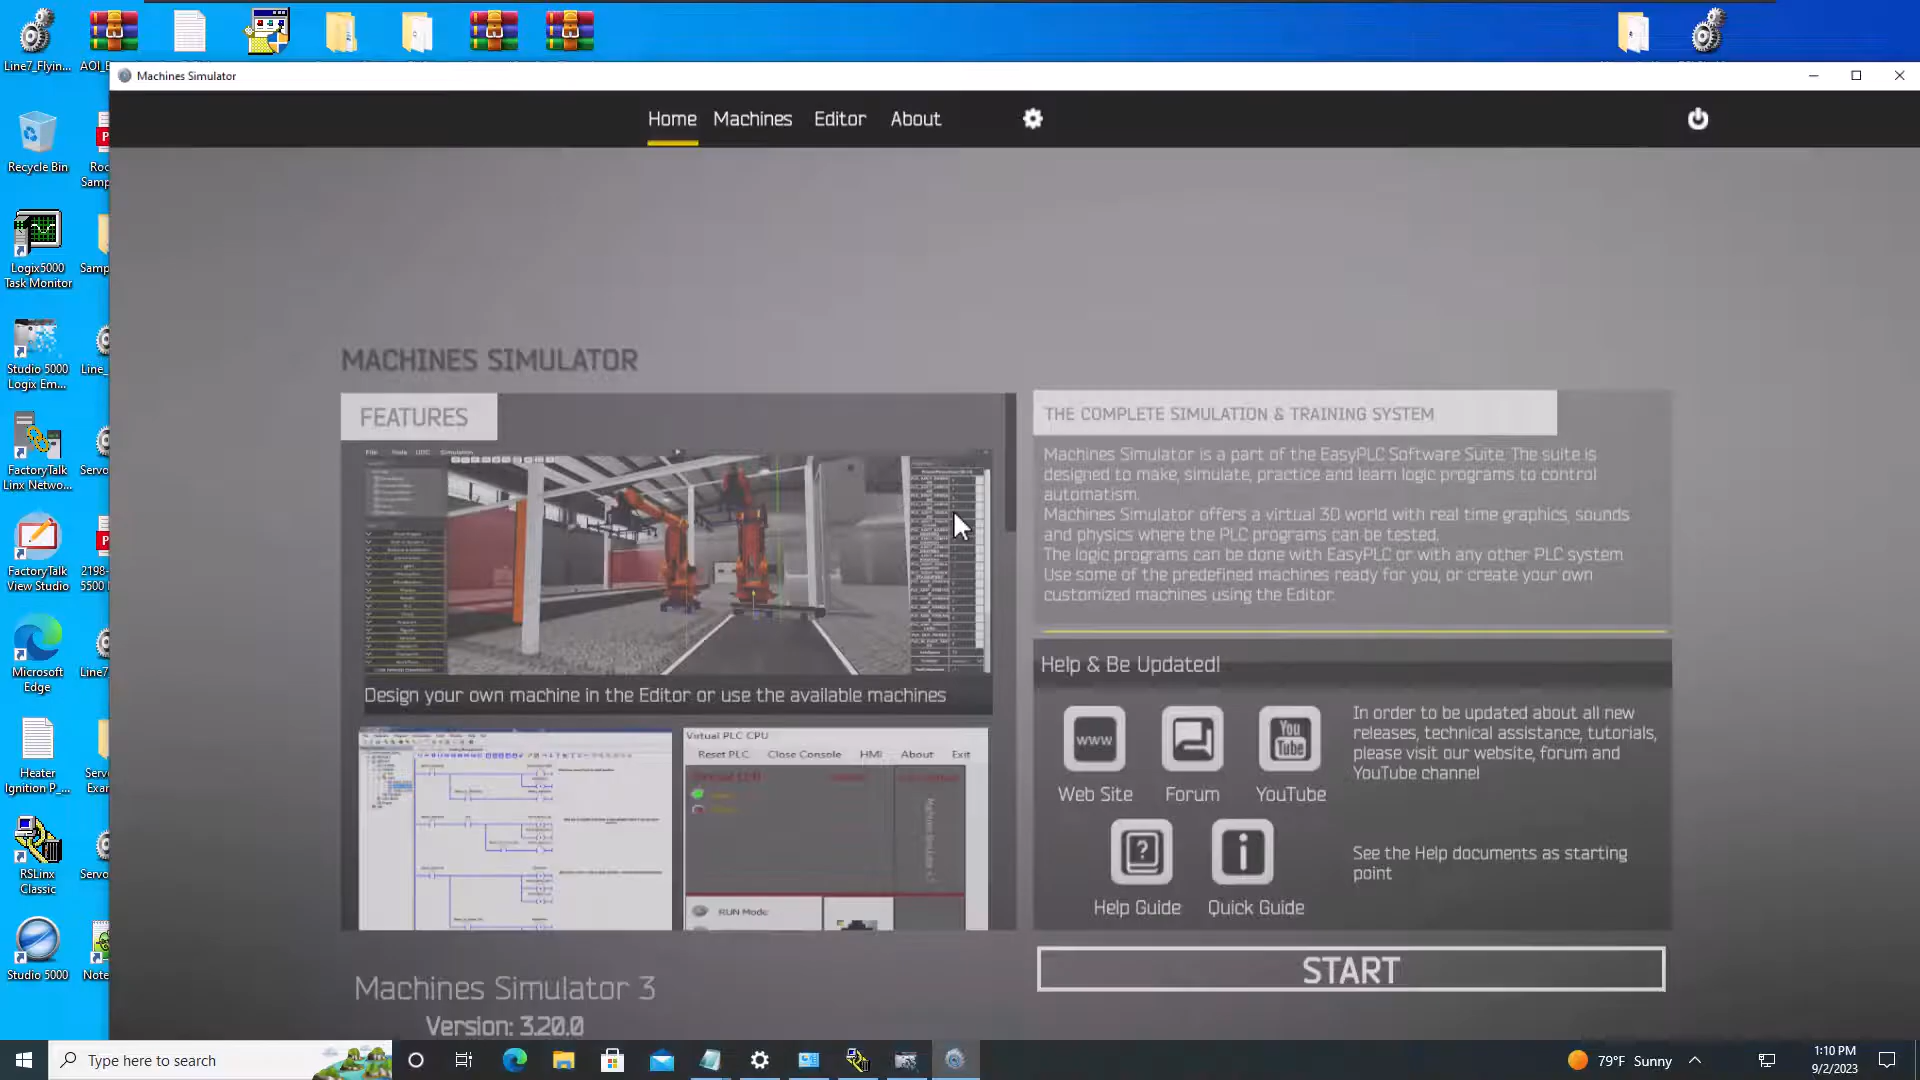 Line7_Flyin...
Machines Simulator
Home
Machines
Editor
About
Recycle Bin
Logix5000
Task Monitor
Studio 5000
Logix Em...
FactoryTalk
Linx Netwo...
FactoryTalk
View Studio
Microsoft
Edge
Heater
Ignition P_...
RSLinx
Classic
Studio 5000
Roc
Samp
Samp
Line_
Servo
2198-
5500
Line7
Serv
Exar
Servo
Note
MACHINES SIMULATOR
FEATURES
File Tools UDC Simulation
Design your own machine in the Editor or use the available machines
Virtual PLC CPU
Reset PLC Close Console HMI About Exit
RUN Mode
THE COMPLETE SIMULATION & TRAINING SYSTEM
Machines Simulator is a part of the EasyPLC Software Suite. The suite is
designed to make, simulate, practice and learn logic programs to control
automatism.
Machines Simulator offers a virtual 3D world with real time graphics, sounds
and physics where the PLC programs can be tested.
The logic programs can be done with EasyPLC or with any other PLC system
Use some of the predefined machines ready for you, or create your own
customized machines using the Editor.
Help & Be Updated!
www
You
Tube
Web Site
Forum
YouTube
In order to be updated about all new
releases, technical assistance, tutorials,
please visit our website, forum and
YouTube channel
Help Guide
Quick Guide
See the Help documents as starting
point
START
Machines Simulator 3
Version: 3.20.0
Type here to search
79°F Sunny
1:10 PM
9/2/2023